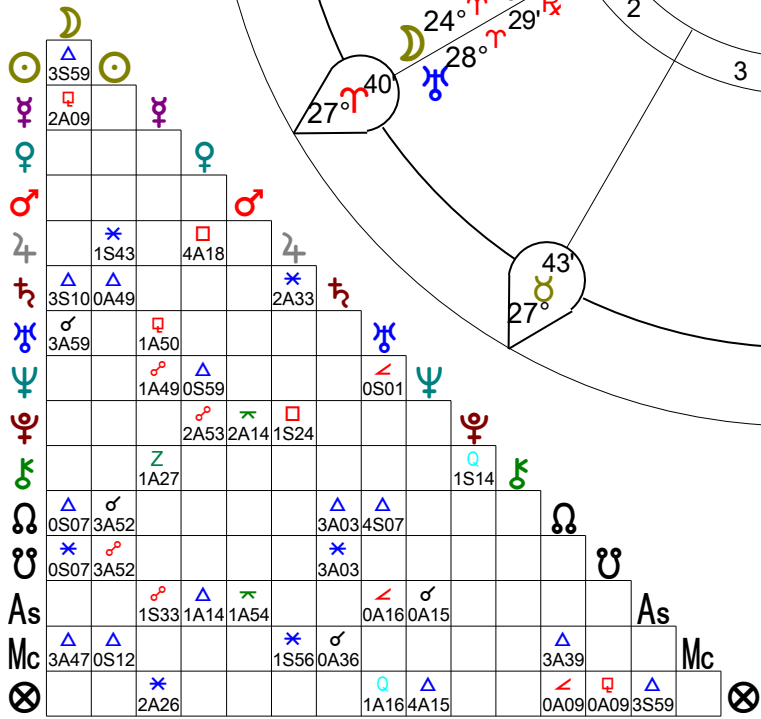 24° ♈ 29' ℞
28° ♈
2
3
27° ♈ 40'
27° ♉ 43'
☽
☉ △ 3S59 ☉
☿ Q 2A09 ☿
♀ ♀
♂ ♂
♃ ⚹ 1S43 □ 4A18 ♃
♄ △ 3S10 △ 0A49 ⚹ 2A33 ♄
♅ ☌ 3A59 Q 1A50 ♅
♆ ☍ 1A49 △ 0S59 ∠ 0S01 ♆
♇ ☍ 2A53 ⚻ 2A14 □ 1S24 ♇
⚷ Z 1A27 Q 1S14 ⚷
☊ △ 0S07 ☌ 3A52 △ 3A03 △ 4S07 ☊
☋ ⚹ 0S07 ☍ 3A52 ⚹ 3A03 ☋
As ☍ 1S33 △ 1A14 ⚻ 1A54 ∠ 0A16 ☌ 0A15 As
Mc △ 3A47 △ 0S12 ⚹ 1S56 ☌ 0A36 △ 3A39 Mc
⊗ ⚹ 2A26 Q 1A16 △ 4A15 ∠ 0A09 Q 0A09 △ 3S59 ⊗